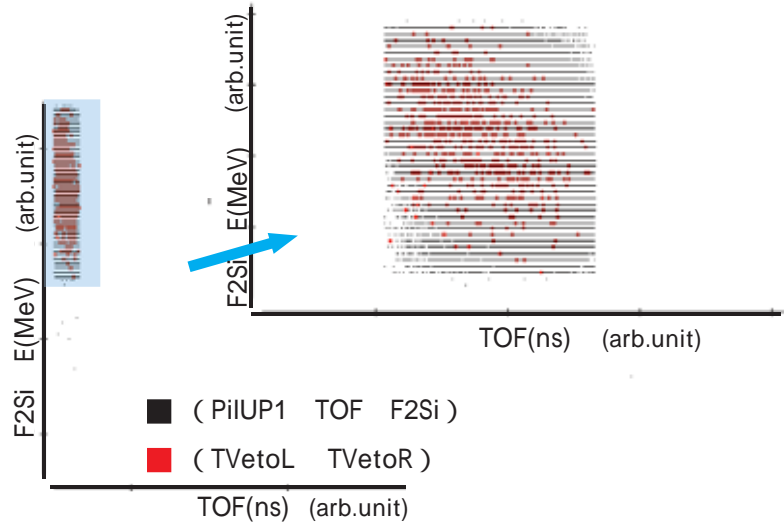 F2Si E(MeV) (arb.unit)
TOF(ns) (arb.unit)
F2Si E(MeV) (arb.unit)
( PilUP1 TOF F2Si )
( TVetoL TVetoR )
TOF(ns) (arb.unit)